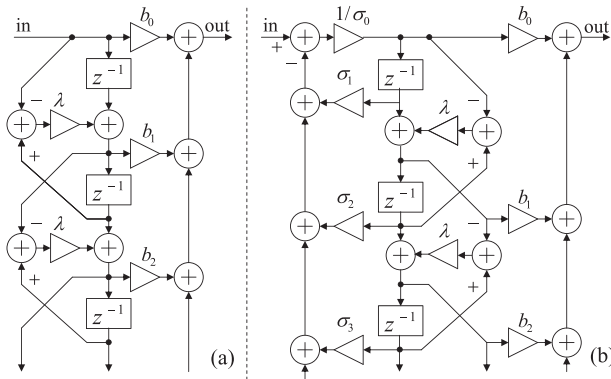 in b₀ out
z⁻¹
− λ
+ b₁
z⁻¹
− λ
+ b₂
z⁻¹
(a)
in 1/σ₀ b₀ out
+ −
z⁻¹
σ₁ λ −
+
b₁
σ₂ z⁻¹ −
λ
+
σ₃ z⁻¹ b₂
(b)